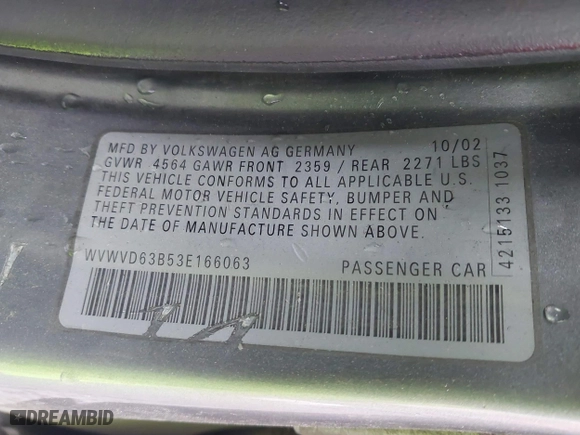 MFD BY VOLKSWAGEN AG GERMANY 10/02
GVWR 4564 GAWR FRONT 2359 / REAR 2271 LBS
THIS VEHICLE CONFORMS TO ALL APPLICABLE U.S.
FEDERAL MOTOR VEHICLE SAFETY, BUMPER AND
THEFT PREVENTION STANDARDS IN EFFECT ON
THE DATE OF MANUFACTURE SHOWN ABOVE.
WVWVD63B53E166063 PASSENGER CAR
42151133 1037
14
DREAMBID